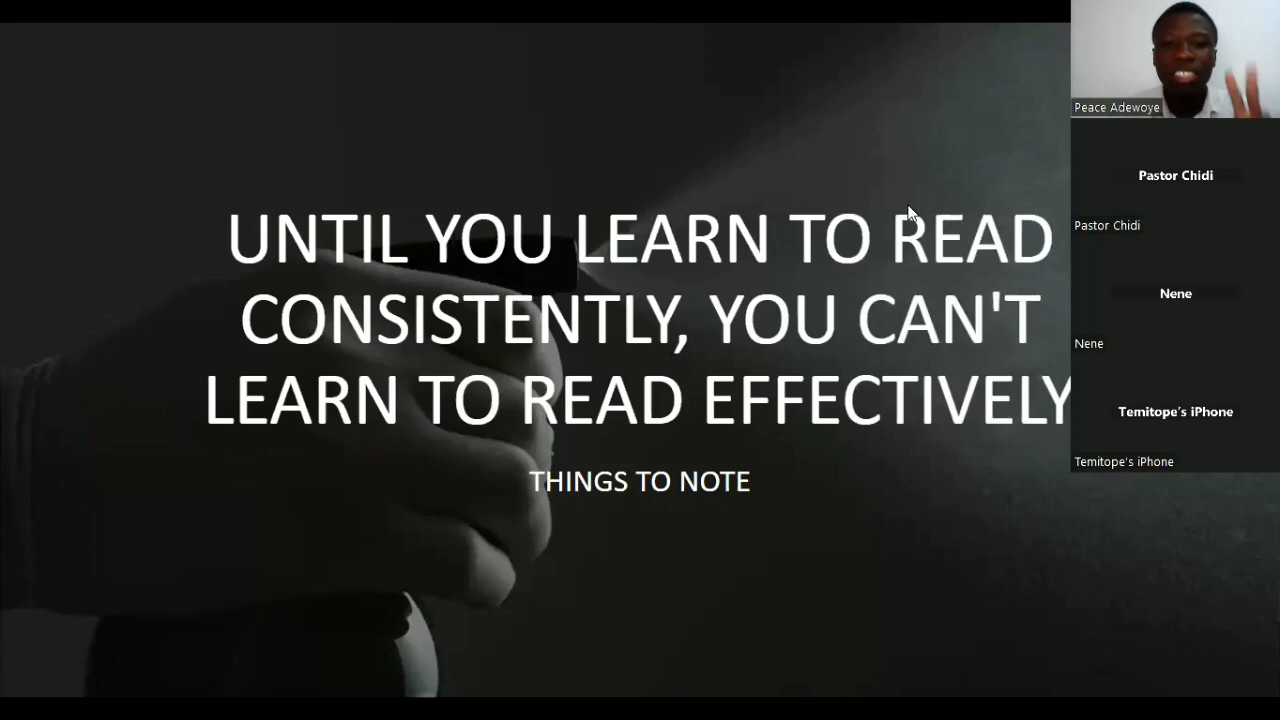 UNTIL YOU LEARN TO READ
CONSISTENTLY, YOU CAN'T
LEARN TO READ EFFECTIVELY
THINGS TO NOTE
Peace Adewoye
Pastor Chidi
Pastor Chidi
Nene
Nene
Temitope's iPhone
Temitope's iPhone